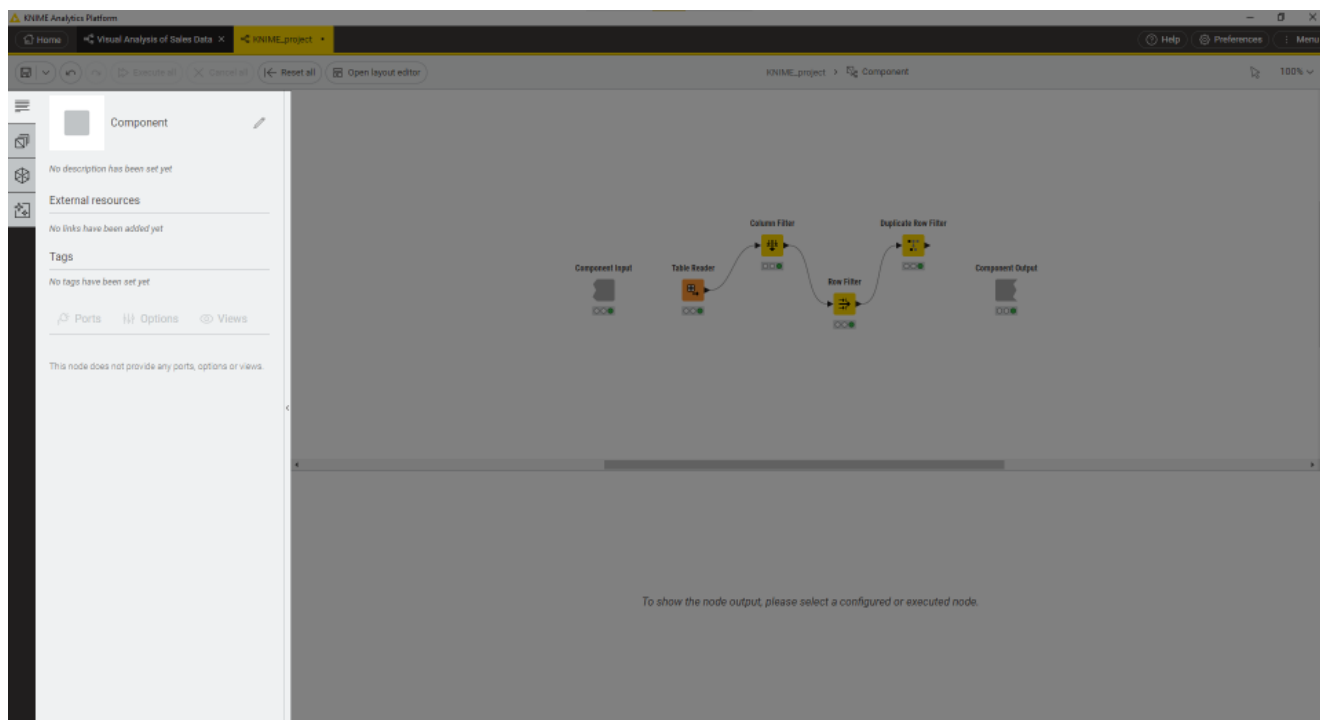 KNIME Analytics Platform
Home
Visual Analysis of Sales Data
KNIME_project
Help
Preferences
Menu
Execute all
Cancel all
Reset all
Open layout editor
KNIME_project > Component
100%
Component
No description has been set yet
External resources
No links have been added yet
Tags
No tags have been set yet
Ports
Options
Views
This node does not provide any ports, options or views.
Column Filter
Duplicate Row Filter
Component Input
Table Reader
Row Filter
Component Output
To show the node output, please select a configured or executed node.